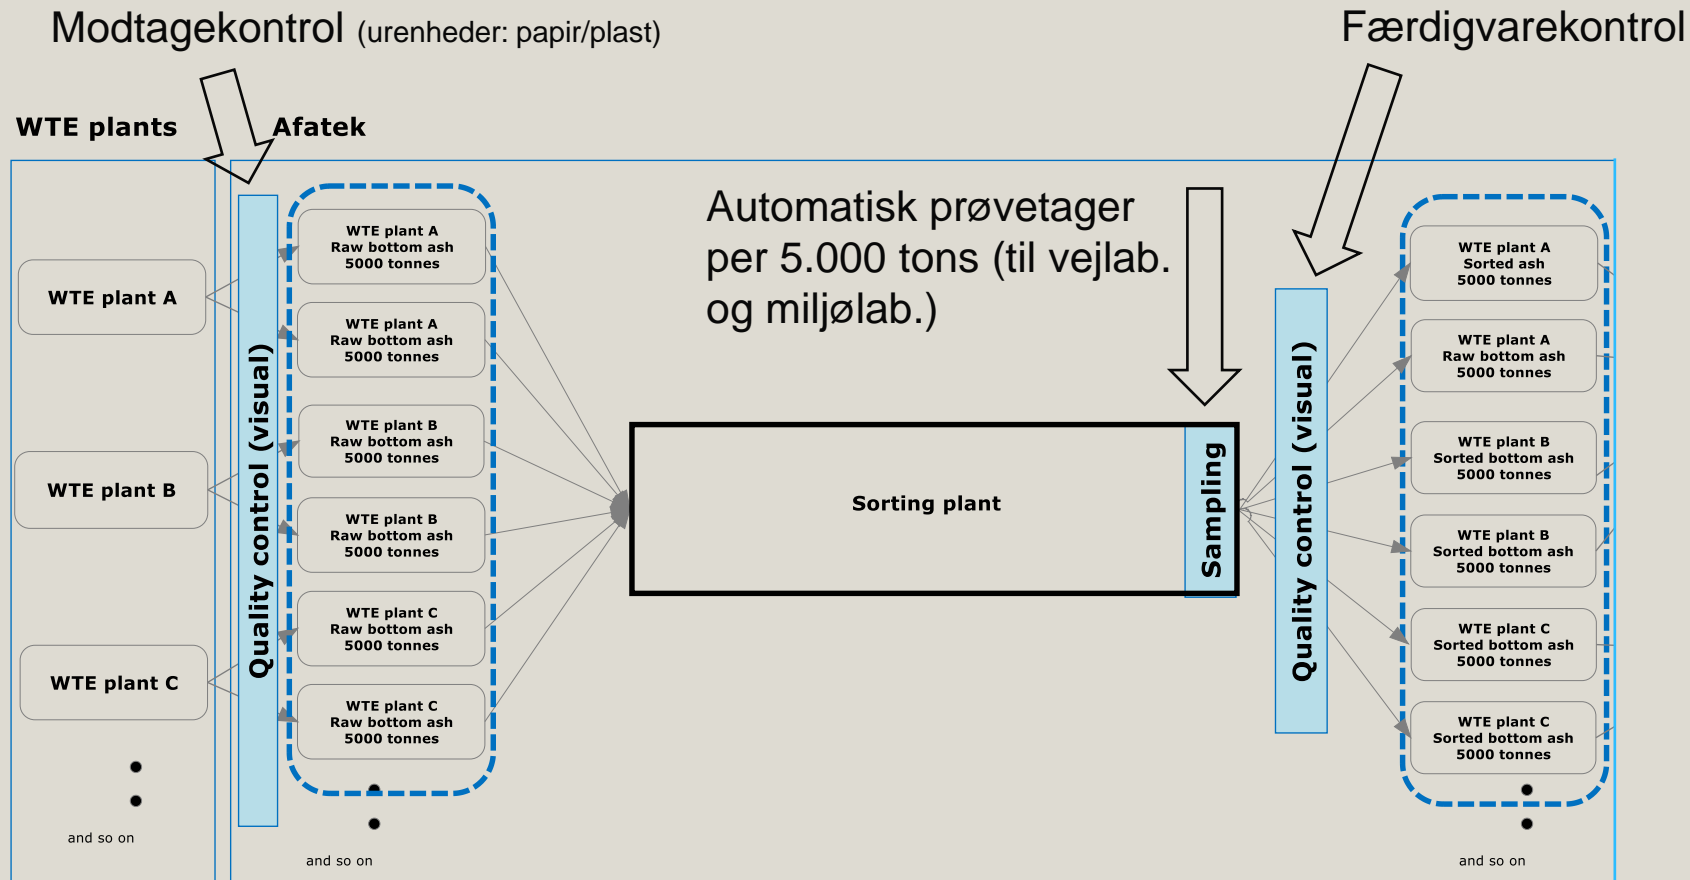 Modtagekontrol (urenheder: papir/plast)
Færdigvarekontrol
WTE plants
Afatek
WTE plant A
WTE plant B
WTE plant C
and so on
Quality control (visual)
WTE plant A
Raw bottom ash
5000 tonnes
WTE plant A
Raw bottom ash
5000 tonnes
WTE plant B
Raw bottom ash
5000 tonnes
WTE plant B
Raw bottom ash
5000 tonnes
WTE plant C
Raw bottom ash
5000 tonnes
WTE plant C
Raw bottom ash
5000 tonnes
and so on
Automatisk prøvetager
per 5.000 tons (til vejlab.
og miljølab.)
Sorting plant
Sampling
Quality control (visual)
WTE plant A
Sorted ash
5000 tonnes
WTE plant A
Raw bottom ash
5000 tonnes
WTE plant B
Sorted bottom ash
5000 tonnes
WTE plant B
Sorted bottom ash
5000 tonnes
WTE plant C
Sorted bottom ash
5000 tonnes
WTE plant C
Sorted bottom ash
5000 tonnes
and so on